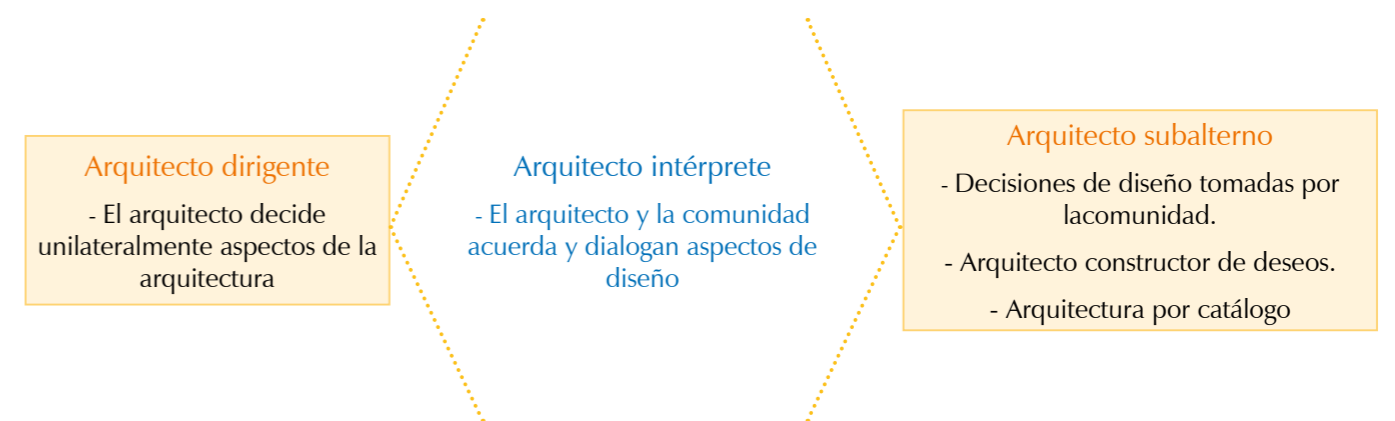 Arquitecto dirigente
- El arquitecto decide
unilateralmente aspectos de la
arquitectura
Arquitecto intérprete
- El arquitecto y la comunidad
acuerda y dialogan aspectos de
diseño
Arquitecto subalterno
- Decisiones de diseño tomadas por
lacomunidad.
- Arquitecto constructor de deseos.
- Arquitectura por catálogo